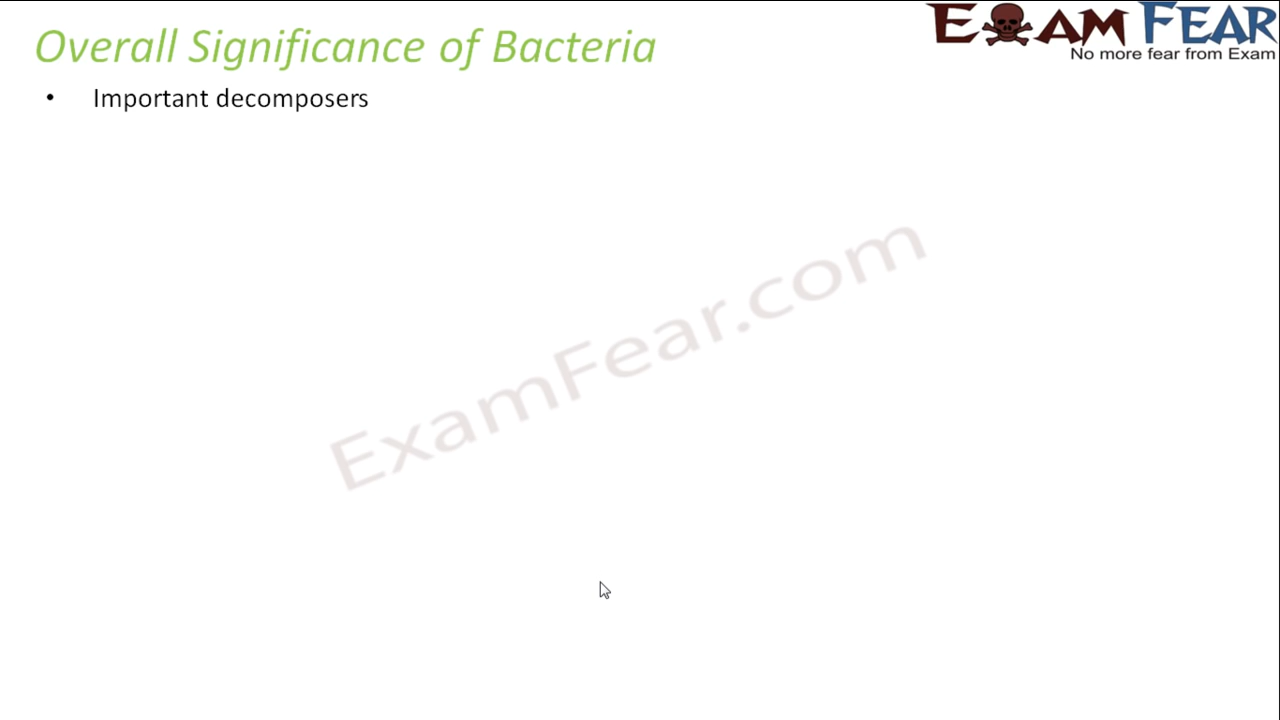 Overall Significance of Bacteria
EXAM FEAR
No more fear from Exam
• Important decomposers
ExamFear.com